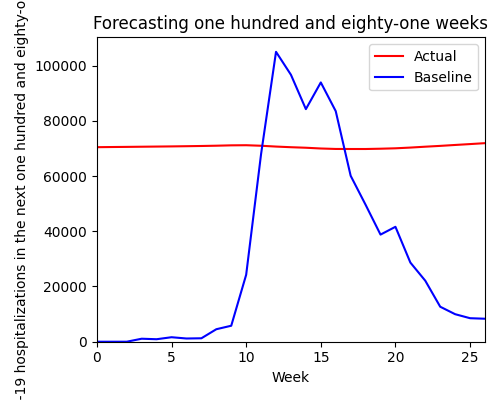 Forecasting one hundred and eighty-one weeks
-19 hospitalizations in the next one hundred and eighty-o
100000
80000
60000
40000
20000
0
0 5 10 15 20 25
Week
Actual
Baseline